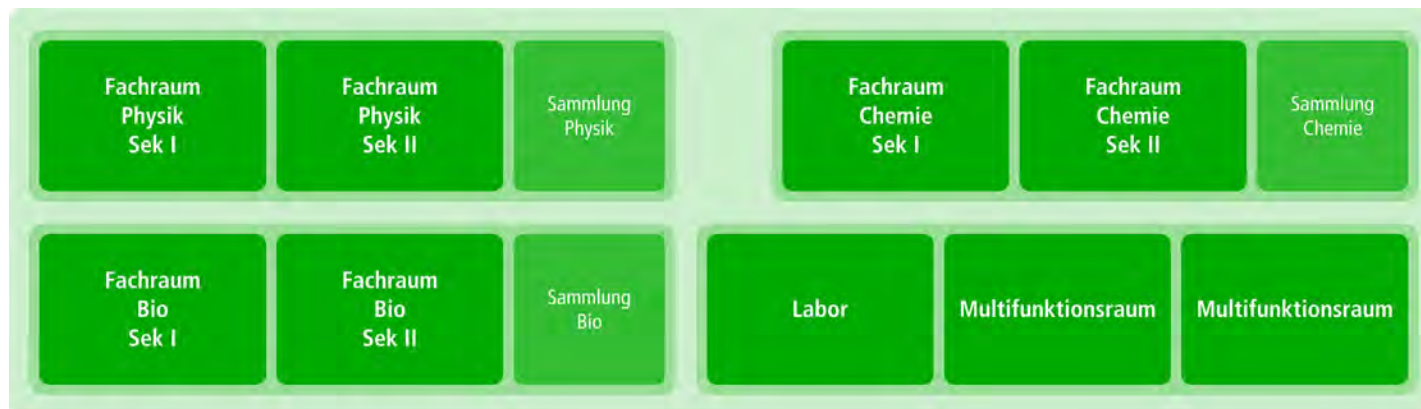 Fachraum
Physik
Sek I
Fachraum
Physik
Sek II
Sammlung
Physik
Fachraum
Chemie
Sek I
Fachraum
Chemie
Sek II
Sammlung
Chemie
Fachraum
Bio
Sek I
Fachraum
Bio
Sek II
Sammlung
Bio
Labor
Multifunktionsraum
Multifunktionsraum